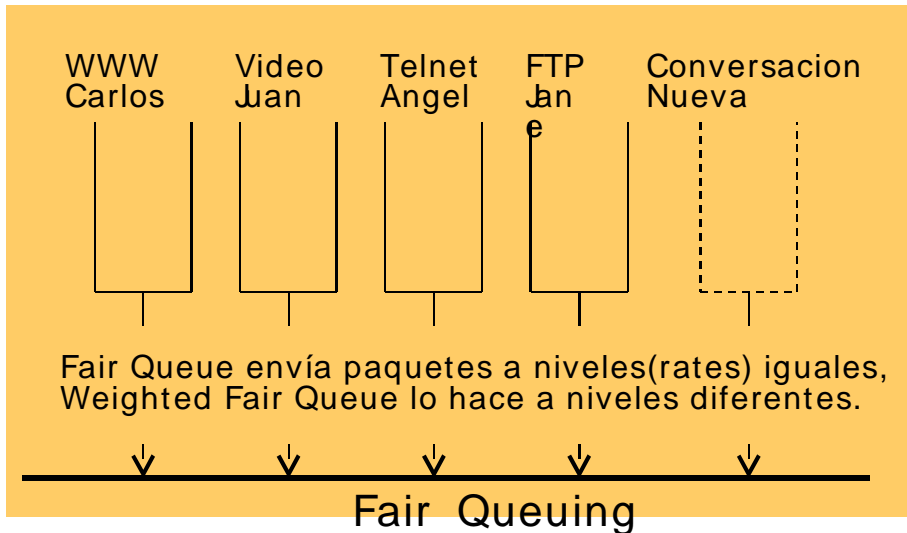 WWW
Carlos
Video
Juan
Telnet
Angel
FTP
Jan
e
Conversacion
Nueva
Fair Queue envía paquetes a niveles(rates) iguales,
Weighted Fair Queue lo hace a niveles diferentes.
Fair Queuing